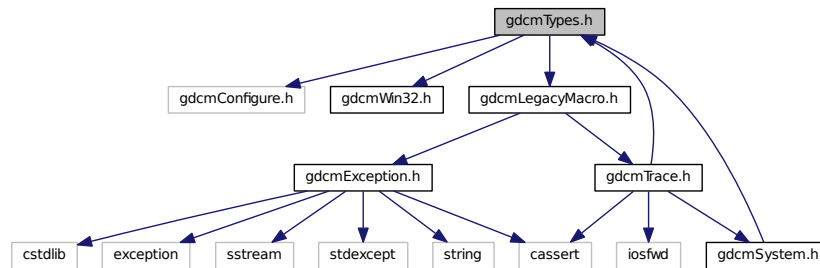 gdcmTypes.h
gdcmConfigure.h
gdcmWin32.h
gdcmLegacyMacro.h
gdcmException.h
gdcmTrace.h
cstdlib
exception
sstream
stdexcept
string
cassert
iosfwd
gdcmSystem.h